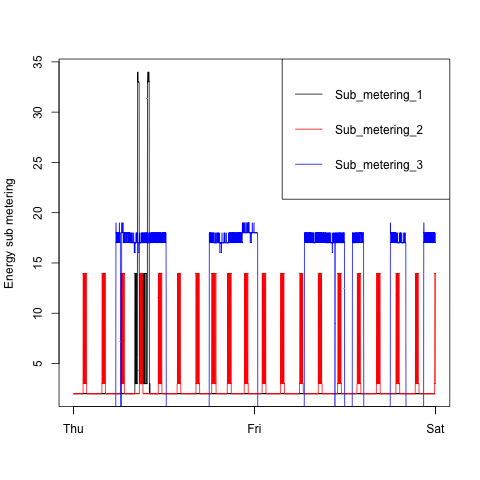 Energy sub metering
35
30
25
20
15
10
5
Sub_metering_1
Sub_metering_2
Sub_metering_3
Thu
Fri
Sat